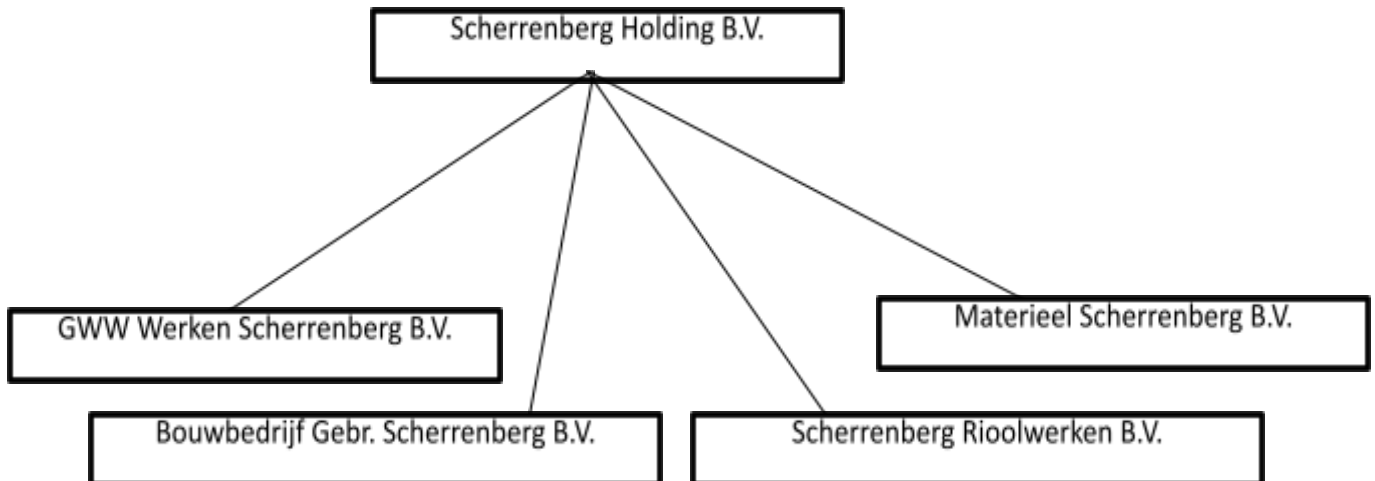 Scherrenberg Holding B.V.
GWW Werken Scherrenberg B.V.
Materieel Scherrenberg B.V.
Bouwbedrijf Gebr. Scherrenberg B.V.
Scherrenberg Rioolwerken B.V.